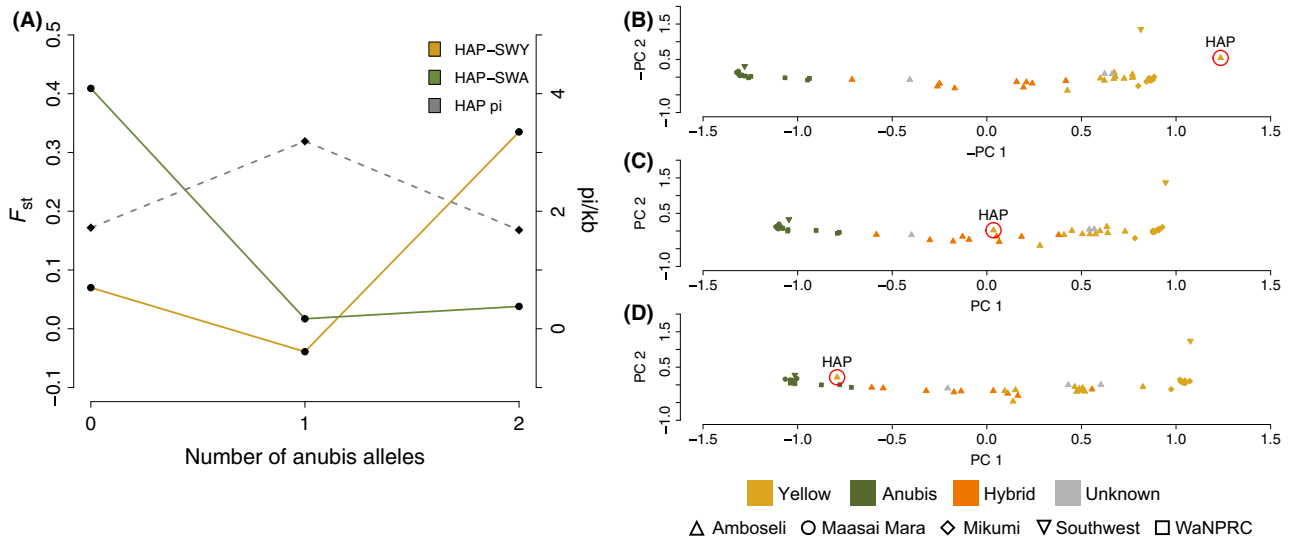 (A)
0.5
0.4
0.3
0.2
0.1
0.0
−0.1
Fst
4
2
0
pi/kb
HAP−SWY
HAP−SWA
HAP pi
0 1 2
Number of anubis alleles
(B)
1.5
0.5
−1.0
−PC 2
HAP
−1.5 −1.0 −0.5 0.0 0.5 1.0 1.5
−PC 1
(C)
1.5
0.5
−1.0
PC 2
HAP
−1.5 −1.0 −0.5 0.0 0.5 1.0 1.5
PC 1
(D)
1.5
0.5
−1.0
PC 2
HAP
−1.5 −1.0 −0.5 0.0 0.5 1.0 1.5
PC 1
Yellow Anubis Hybrid Unknown
Amboseli Maasai Mara Mikumi Southwest WaNPRC